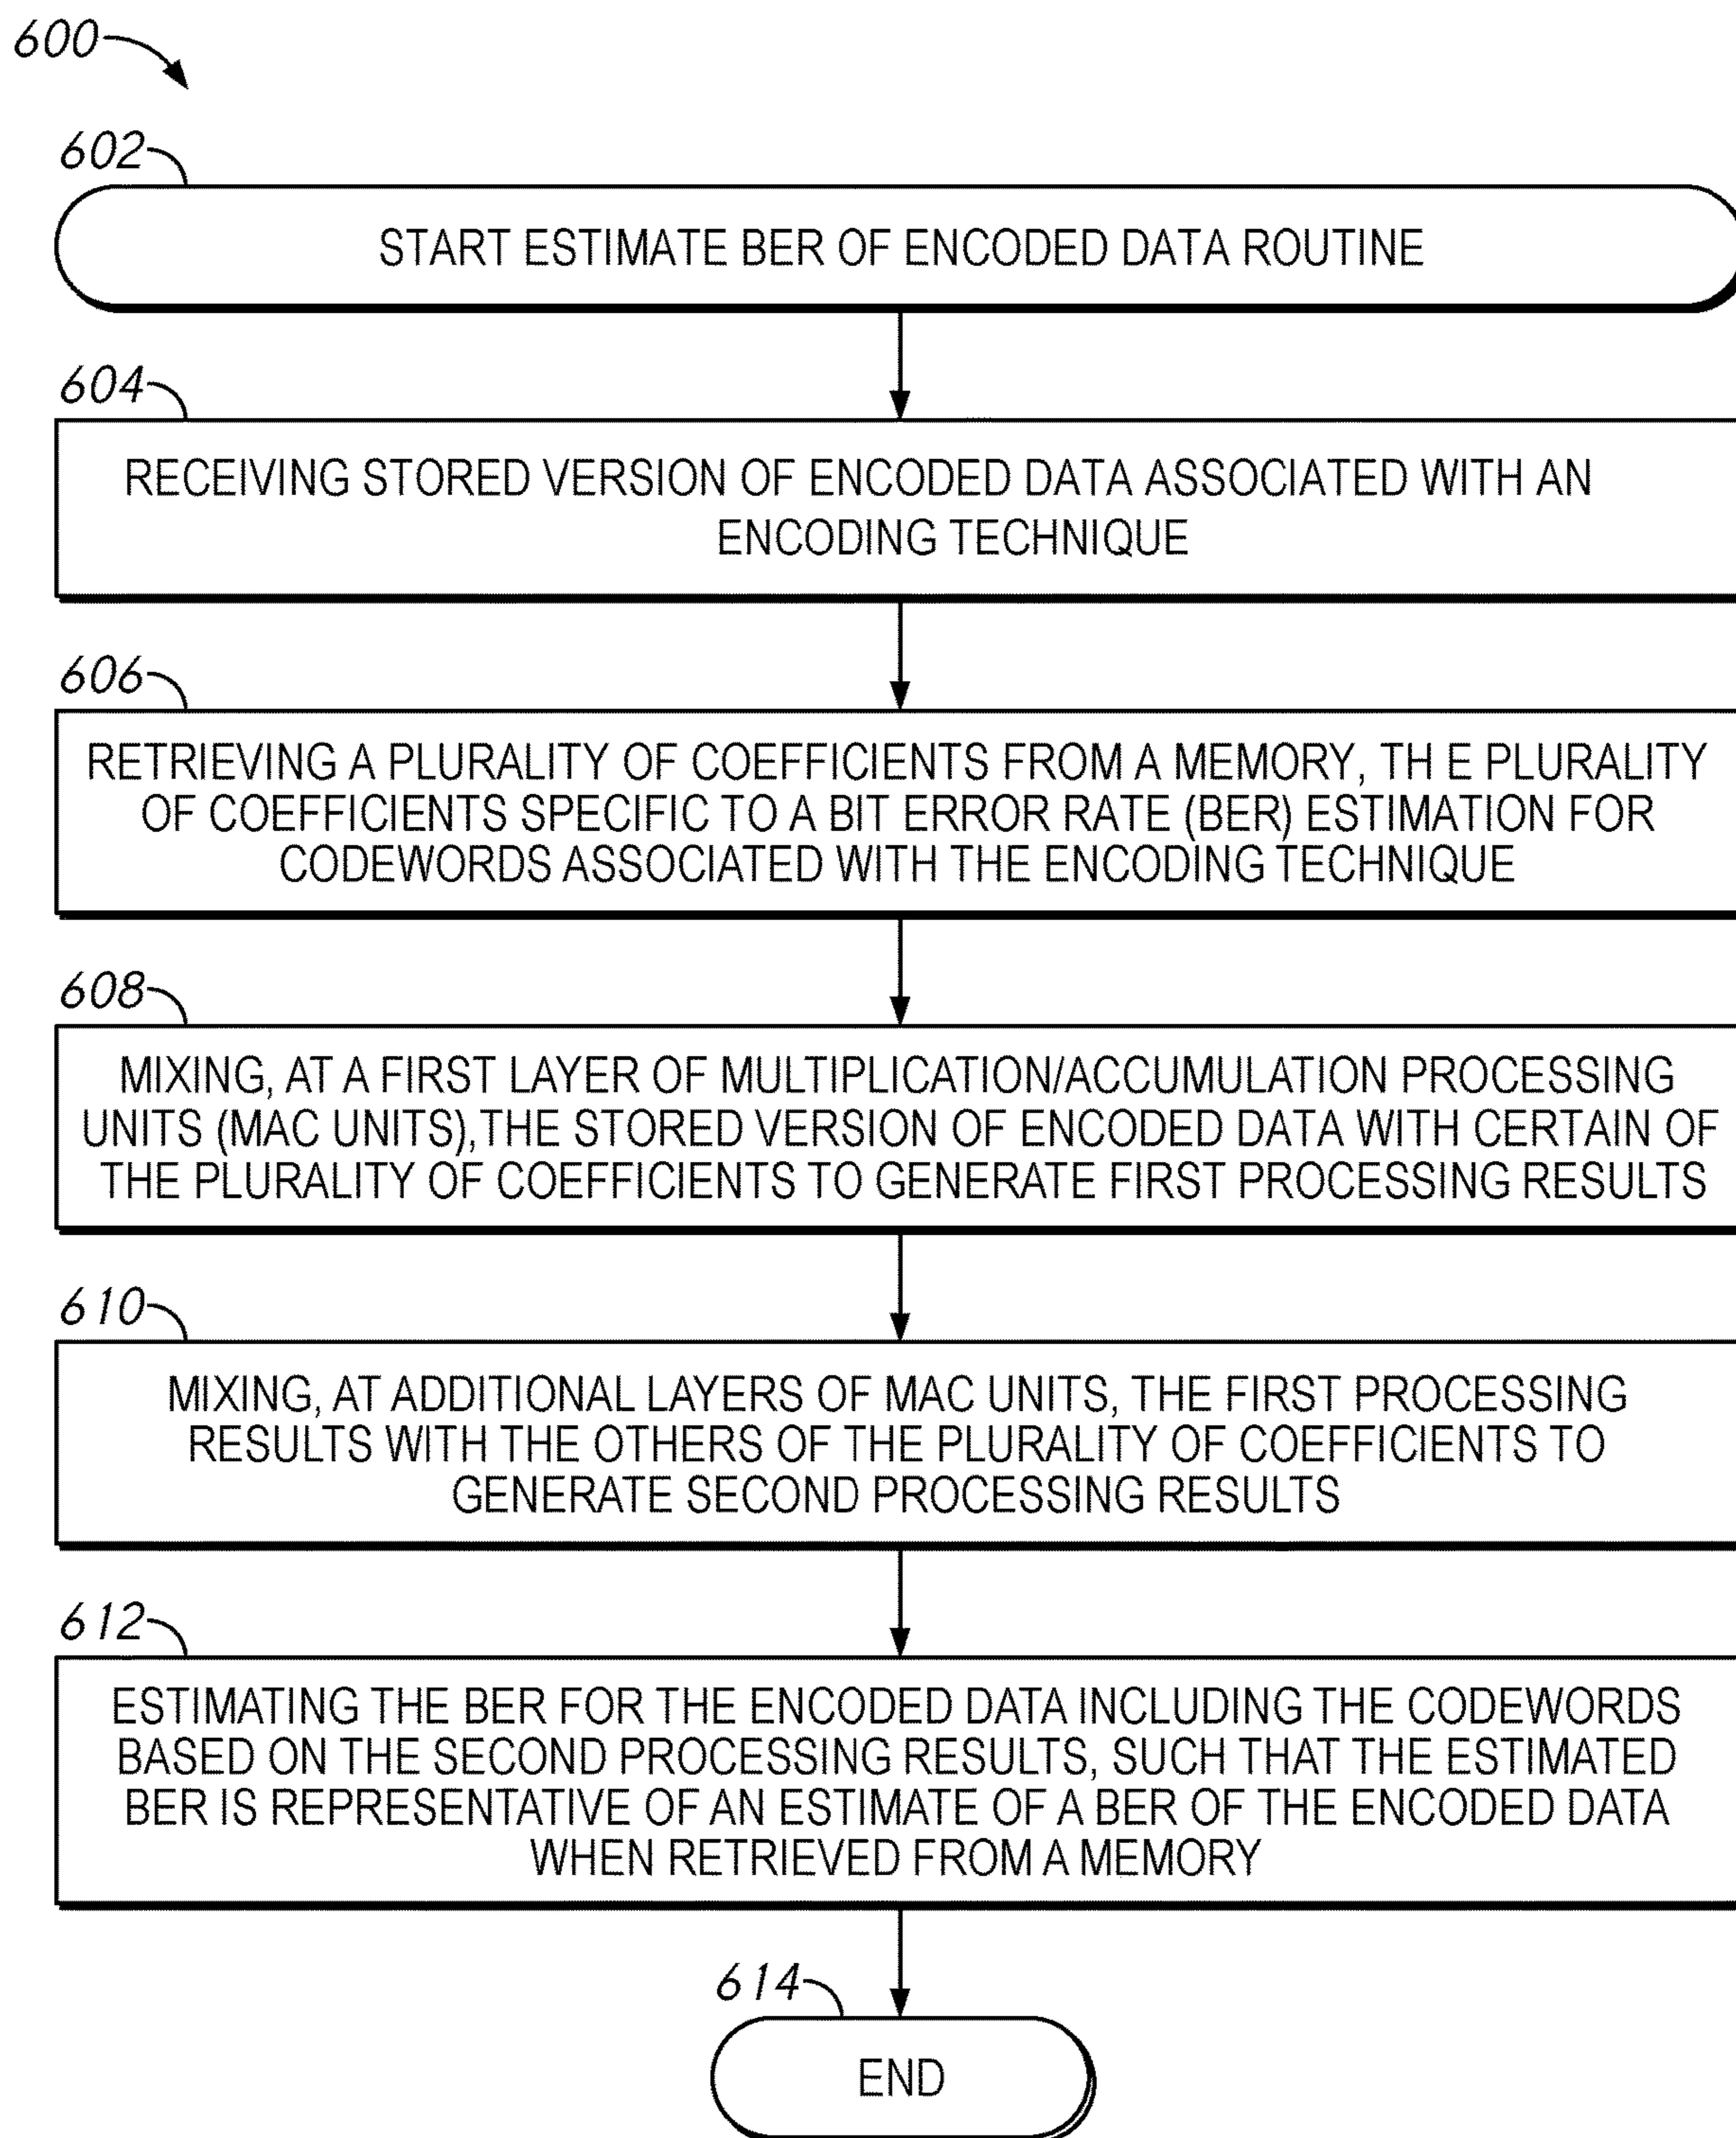 600
602
START ESTIMATE BER OF ENCODED DATA ROUTINE
604
RECEIVING STORED VERSION OF ENCODED DATA ASSOCIATED WITH AN
ENCODING TECHNIQUE
606
RETRIEVING A PLURALITY OF COEFFICIENTS FROM A MEMORY, TH E PLURALITY
OF COEFFICIENTS SPECIFIC TO A BIT ERROR RATE (BER) ESTIMATION FOR
CODEWORDS ASSOCIATED WITH THE ENCODING TECHNIQUE
608
MIXING, AT A FIRST LAYER OF MULTIPLICATION/ACCUMULATION PROCESSING
UNITS (MAC UNITS),THE STORED VERSION OF ENCODED DATA WITH CERTAIN OF
THE PLURALITY OF COEFFICIENTS TO GENERATE FIRST PROCESSING RESULTS
610
MIXING, AT ADDITIONAL LAYERS OF MAC UNITS, THE FIRST PROCESSING
RESULTS WITH THE OTHERS OF THE PLURALITY OF COEFFICIENTS TO
GENERATE SECOND PROCESSING RESULTS
612
ESTIMATING THE BER FOR THE ENCODED DATA INCLUDING THE CODEWORDS
BASED ON THE SECOND PROCESSING RESULTS, SUCH THAT THE ESTIMATED
BER IS REPRESENTATIVE OF AN ESTIMATE OF A BER OF THE ENCODED DATA
WHEN RETRIEVED FROM A MEMORY
614
END